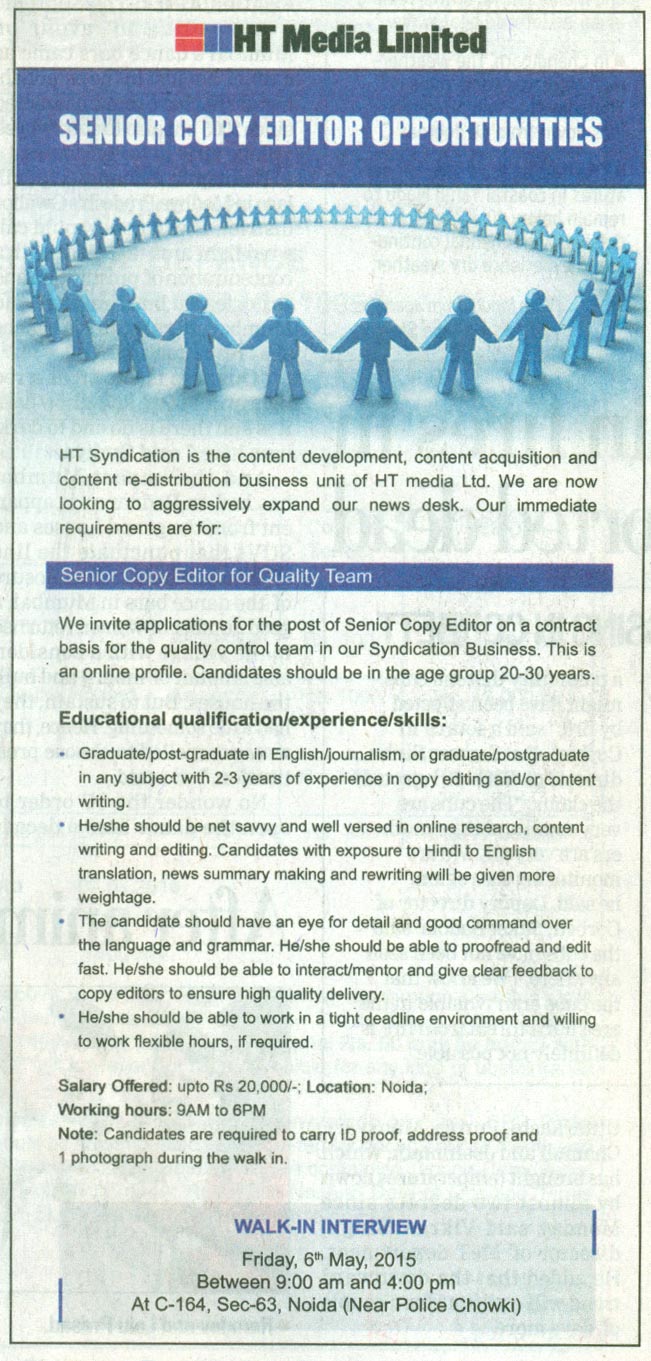 HT Media Limited
SENIOR COPY EDITOR OPPORTUNITIES
HT Syndication is the content development, content acquisition and
content re-distribution business unit of HT media Ltd. We are now
looking to aggressively expand our news desk. Our immediate
requirements are for:
Senior Copy Editor for Quality Team
We invite applications for the post of Senior Copy Editor on a contract
basis for the quality control team in our Syndication Business. This is
an online profile. Candidates should be in the age group 20-30 years.
Educational qualification/experience/skills:
• Graduate/post-graduate in English/journalism, or graduate/postgraduate
in any subject with 2-3 years of experience in copy editing and/or content
writing.
• He/she should be net savvy and well versed in online research, content
writing and editing. Candidates with exposure to Hindi to English
translation, news summary making and rewriting will be given more
weightage.
• The candidate should have an eye for detail and good command over
the language and grammar. He/she should be able to proofread and edit
fast. He/she should be able to interact/mentor and give clear feedback to
copy editors to ensure high quality delivery.
• He/she should be able to work in a tight deadline environment and willing
to work flexible hours, if required.
Salary Offered: upto Rs 20,000/-; Location: Noida;
Working hours: 9AM to 6PM
Note: Candidates are required to carry ID proof, address proof and
1 photograph during the walk in.
WALK-IN INTERVIEW
Friday, 6th May, 2015
Between 9:00 am and 4:00 pm
At C-164, Sec-63, Noida (Near Police Chowki)